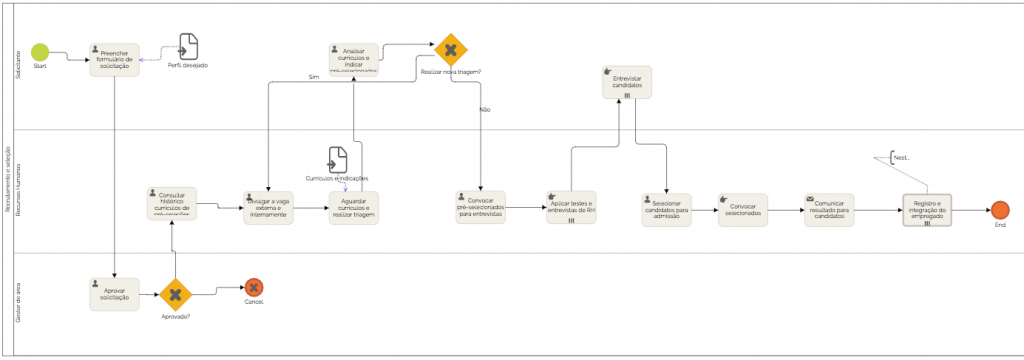 Recrutamento e seleção
Solicitante
Start
Preencher
formulário de
solicitação
Perfil desejado
Analisar
currículos e
indicar
Realizar nova triagem?
Sim
Não
Entrevistar
candidatos
Recursos Humanos
Consultar
histórico
currículos de
Divulgar a vaga
externa e
internamente
Currículos e indicações
Aguardar
currículos e
realizar triagem
Convocar
pré-selecionados
para entrevistas
Aplicar testes e
entrevistas de RH
Selecionar
candidatos para
admissão
Convocar
selecionados
Comunicar
resultado para
candidatos
Nest...
Registro e
integração do
empregado
End
Gestor da área
Aprovar
solicitação
Aprovado?
Cancel